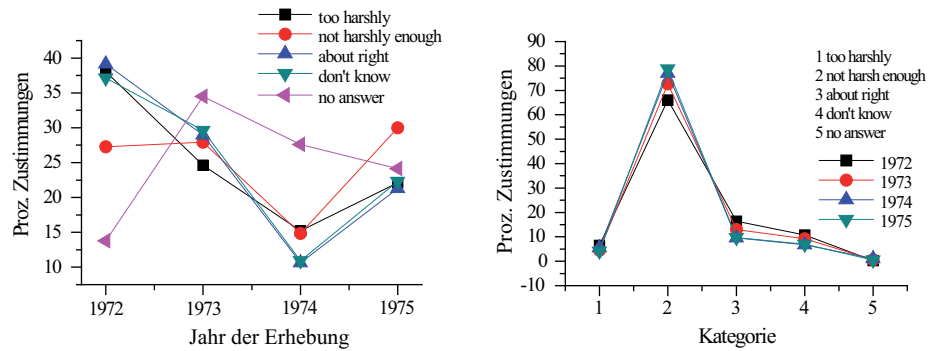 too harshly
not harshly enough
about right
don't know
no answer
40
35
30
25
20
15
10
Proz. Zustimmungen
1972 1973 1974 1975
Jahr der Erhebung
90
80
70
60
50
40
30
20
10
0
-10
Proz. Zustimmungen
1 too harshly
2 not harsh enough
3 about right
4 don't know
5 no answer
1972
1973
1974
1975
1 2 3 4 5
Kategorie